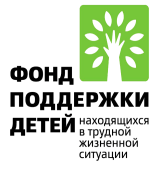 ФОНД
ПОДДЕРЖКИ
ДЕТЕЙ
находящихся
в трудной
жизненной
ситуации